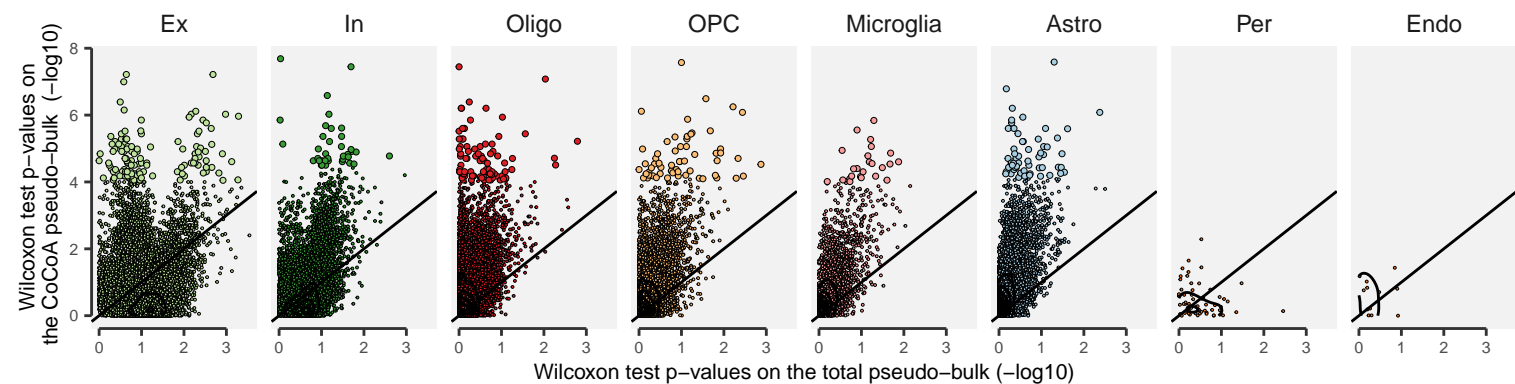 Ex In Oligo OPC Microglia Astro Per Endo
Wilcoxon test p−values on
the CoCoA pseudo−bulk (−log10)
8
6
4
2
0
0 1 2 3 0 1 2 3 0 1 2 3 0 1 2 3 0 1 2 3 0 1 2 3 0 1 2 3 0 1 2 3
Wilcoxon test p−values on the total pseudo−bulk (−log10)